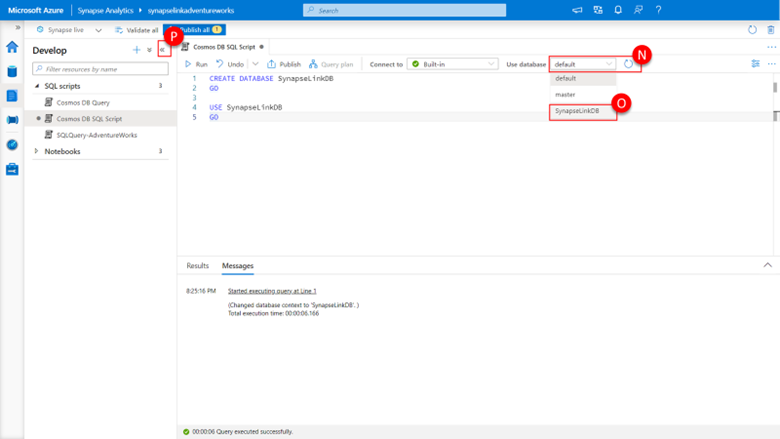 Microsoft Azure Synapse Analytics synapselinkadventureworks Search
Synapse live Validate all Publish all 1
P
Develop
Cosmos DB SQL Script
N
Run Undo Publish Query plan Connect to Built-in Use database default
Filter resources by name
default
master
SynapseLinkDB
O
SQL scripts 3
Cosmos DB Query
Cosmos DB SQL Script
SQLQuery-AdventureWorks
Notebooks 3
1 CREATE DATABASE SynapseLinkDB
2 GO
3
4 USE SynapseLinkDB
5 GO
Results Messages
8:25:16 PM Started executing query at Line 1
(Changed database context to 'SynapseLinkDB'. )
Total execution time: 00:00:06.166
00:00:06 Query executed successfully.